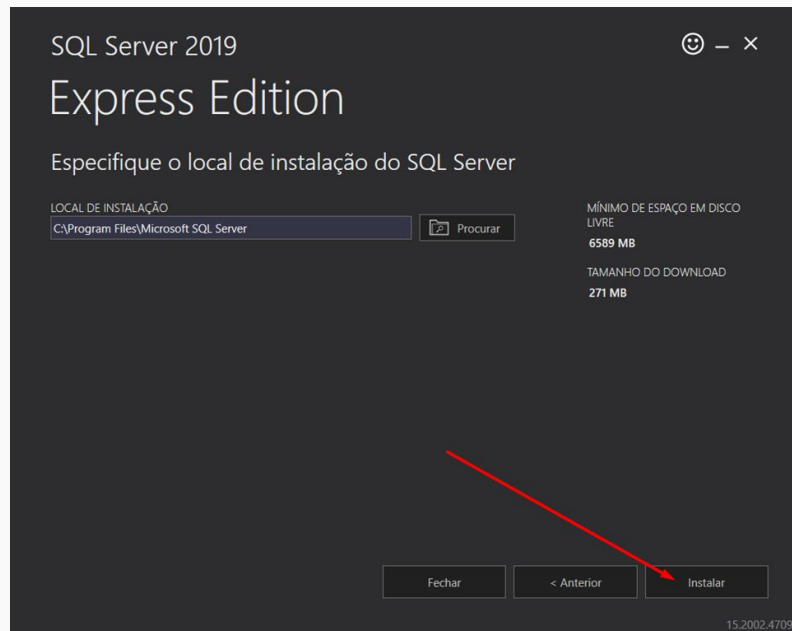 SQL Server 2019
Express Edition
Especifique o local de instalação do SQL Server
LOCAL DE INSTALAÇÃO
C:\Program Files\Microsoft SQL Server
Procurar
MÍNIMO DE ESPAÇO EM DISCO
LIVRE
6589 MB
TAMANHO DO DOWNLOAD
271 MB
Fechar
< Anterior
Instalar
15.2002.4709